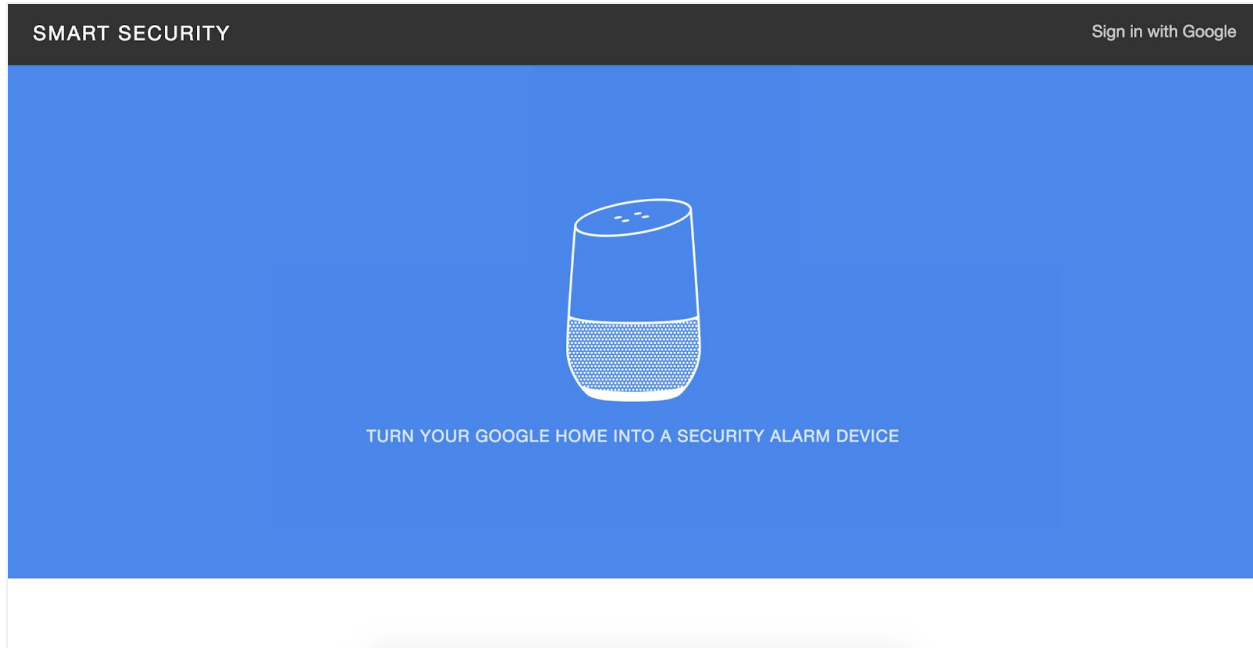 SMART SECURITY
Sign in with Google
TURN YOUR GOOGLE HOME INTO A SECURITY ALARM DEVICE